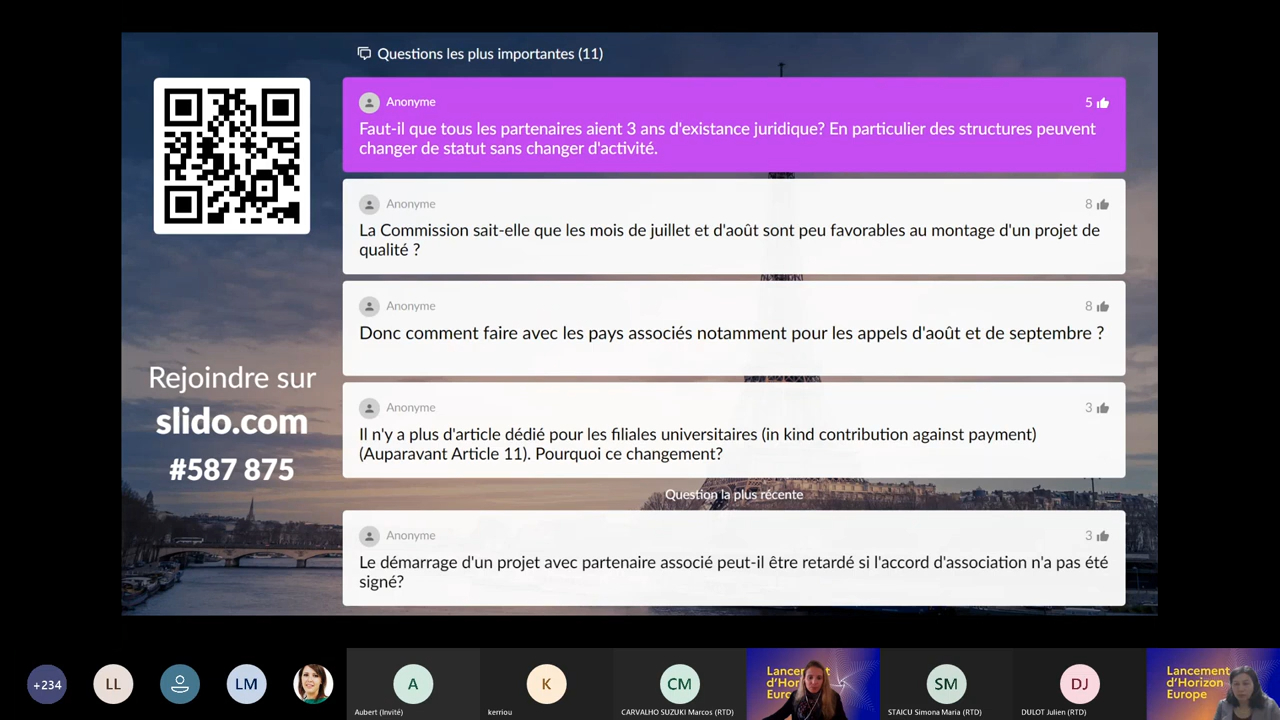 Questions les plus importantes (11)
Anonyme
5
Faut-il que tous les partenaires aient 3 ans d'existance juridique? En particulier des structures peuvent
changer de statut sans changer d'activité.
Anonyme
8
La Commission sait-elle que les mois de juillet et d'août sont peu favorables au montage d'un projet de
qualité ?
Anonyme
8
Donc comment faire avec les pays associés notamment pour les appels d'août et de septembre ?
Anonyme
3
Il n'y a plus d'article dédié pour les filiales universitaires (in kind contribution against payment)
(Auparavant Article 11). Pourquoi ce changement?
Question la plus récente
Anonyme
3
Le démarrage d'un projet avec partenaire associé peut-il être retardé si l'accord d'association n'a pas été
signé?
Rejoindre sur
slido.com
#587 875
+234
LL
LM
A
Aubert (Invité)
K
kerriou
CM
CARVALHO SUZUKI Marcos (RTD)
Lancement
d'Horizon
Europe
SM
STAICU Simona Maria (RTD)
DJ
DULOT Julien (RTD)
Lancement
d'Horizon
Europe